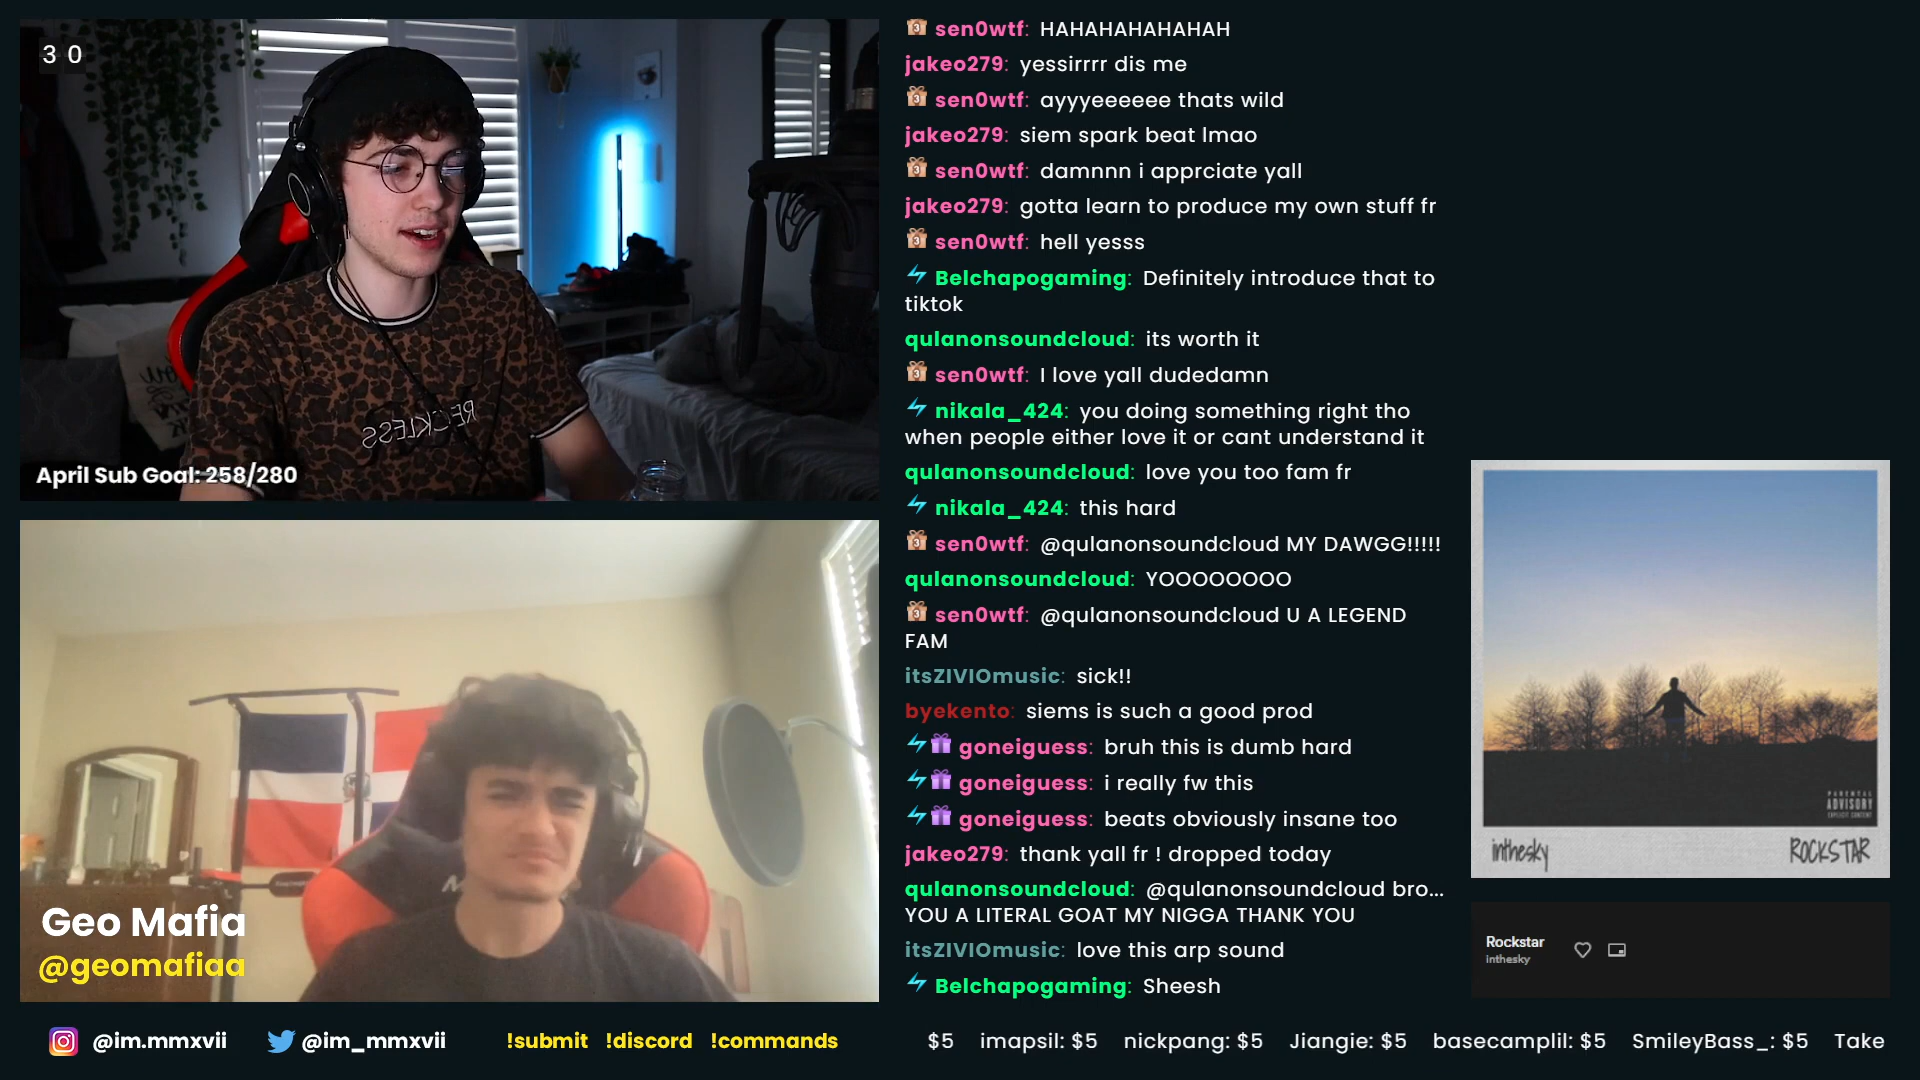 3 0
RECKLESS
April Sub Goal: 258/280
Geo Mafia
@geomafiaa
sen0wtf: HAHAHAHAHAHAH
jakeo279: yessirrrr dis me
sen0wtf: ayyyeeeeee thats wild
jakeo279: siem spark beat lmao
sen0wtf: damnnn i apprciate yall
jakeo279: gotta learn to produce my own stuff fr
sen0wtf: hell yesss
Belchapogaming: Definitely introduce that to
tiktok
qulanonsoundcloud: its worth it
sen0wtf: I love yall dudedamn
nikala_424: you doing something right tho
when people either love it or cant understand it
qulanonsoundcloud: love you too fam fr
nikala_424: this hard
sen0wtf: @qulanonsoundcloud MY DAWGG!!!!!
qulanonsoundcloud: YOOOOOOOO
sen0wtf: @qulanonsoundcloud U A LEGEND
FAM
itsZIVIOmusic: sick!!
byekento: siems is such a good prod
goneiguess: bruh this is dumb hard
goneiguess: i really fw this
goneiguess: beats obviously insane too
jakeo279: thank yall fr ! dropped today
qulanonsoundcloud: @qulanonsoundcloud bro...
YOU A LITERAL GOAT MY NIGGA THANK YOU
itsZIVIOmusic: love this arp sound
Belchapogaming: Sheesh
PARENTAL
ADVISORY
EXPLICIT CONTENT
inthesky ROCKSTAR
Rockstar
inthesky
@im.mmxvii @im_mmxvii !submit !discord !commands $5 imapsil: $5 nickpang: $5 Jiangie: $5 basecamplil: $5 SmileyBass_: $5 Take